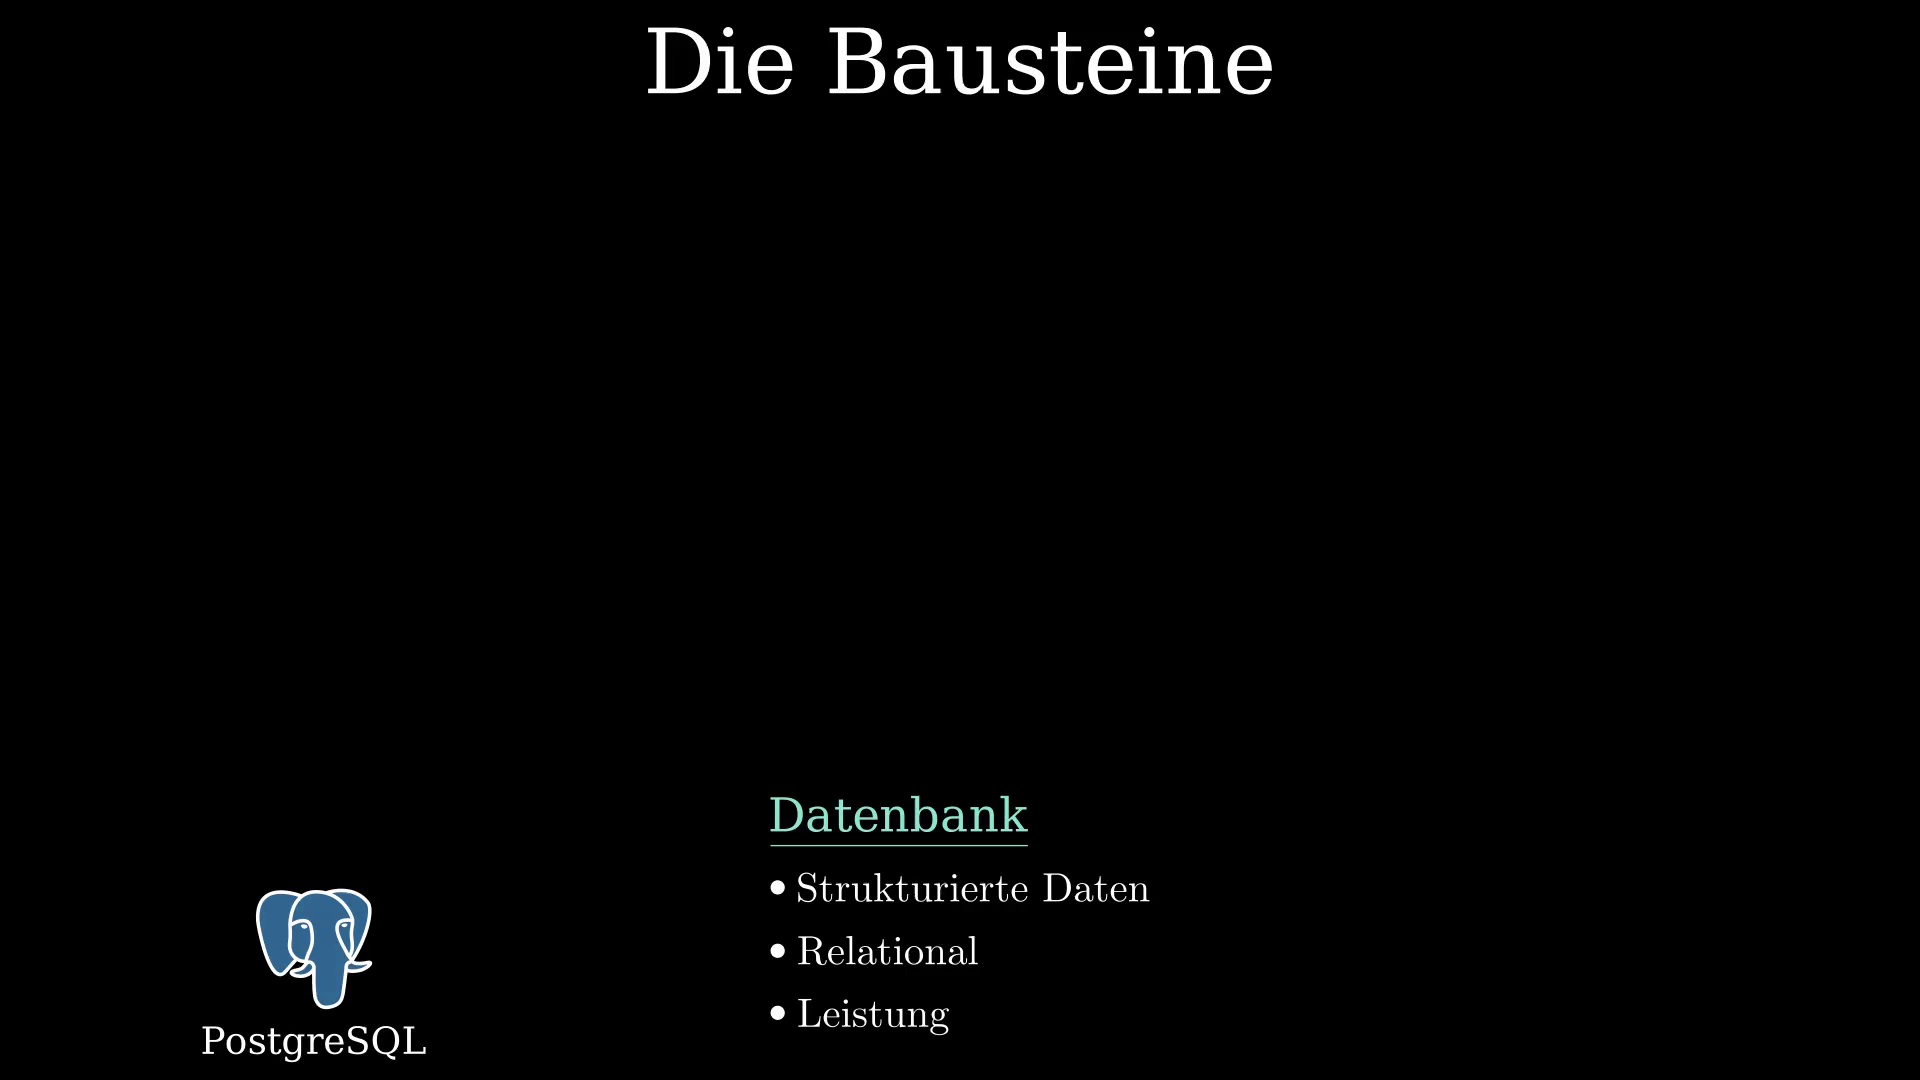 Die Bausteine
Datenbank
• Strukturierte Daten
• Relational
• Leistung
PostgreSQL